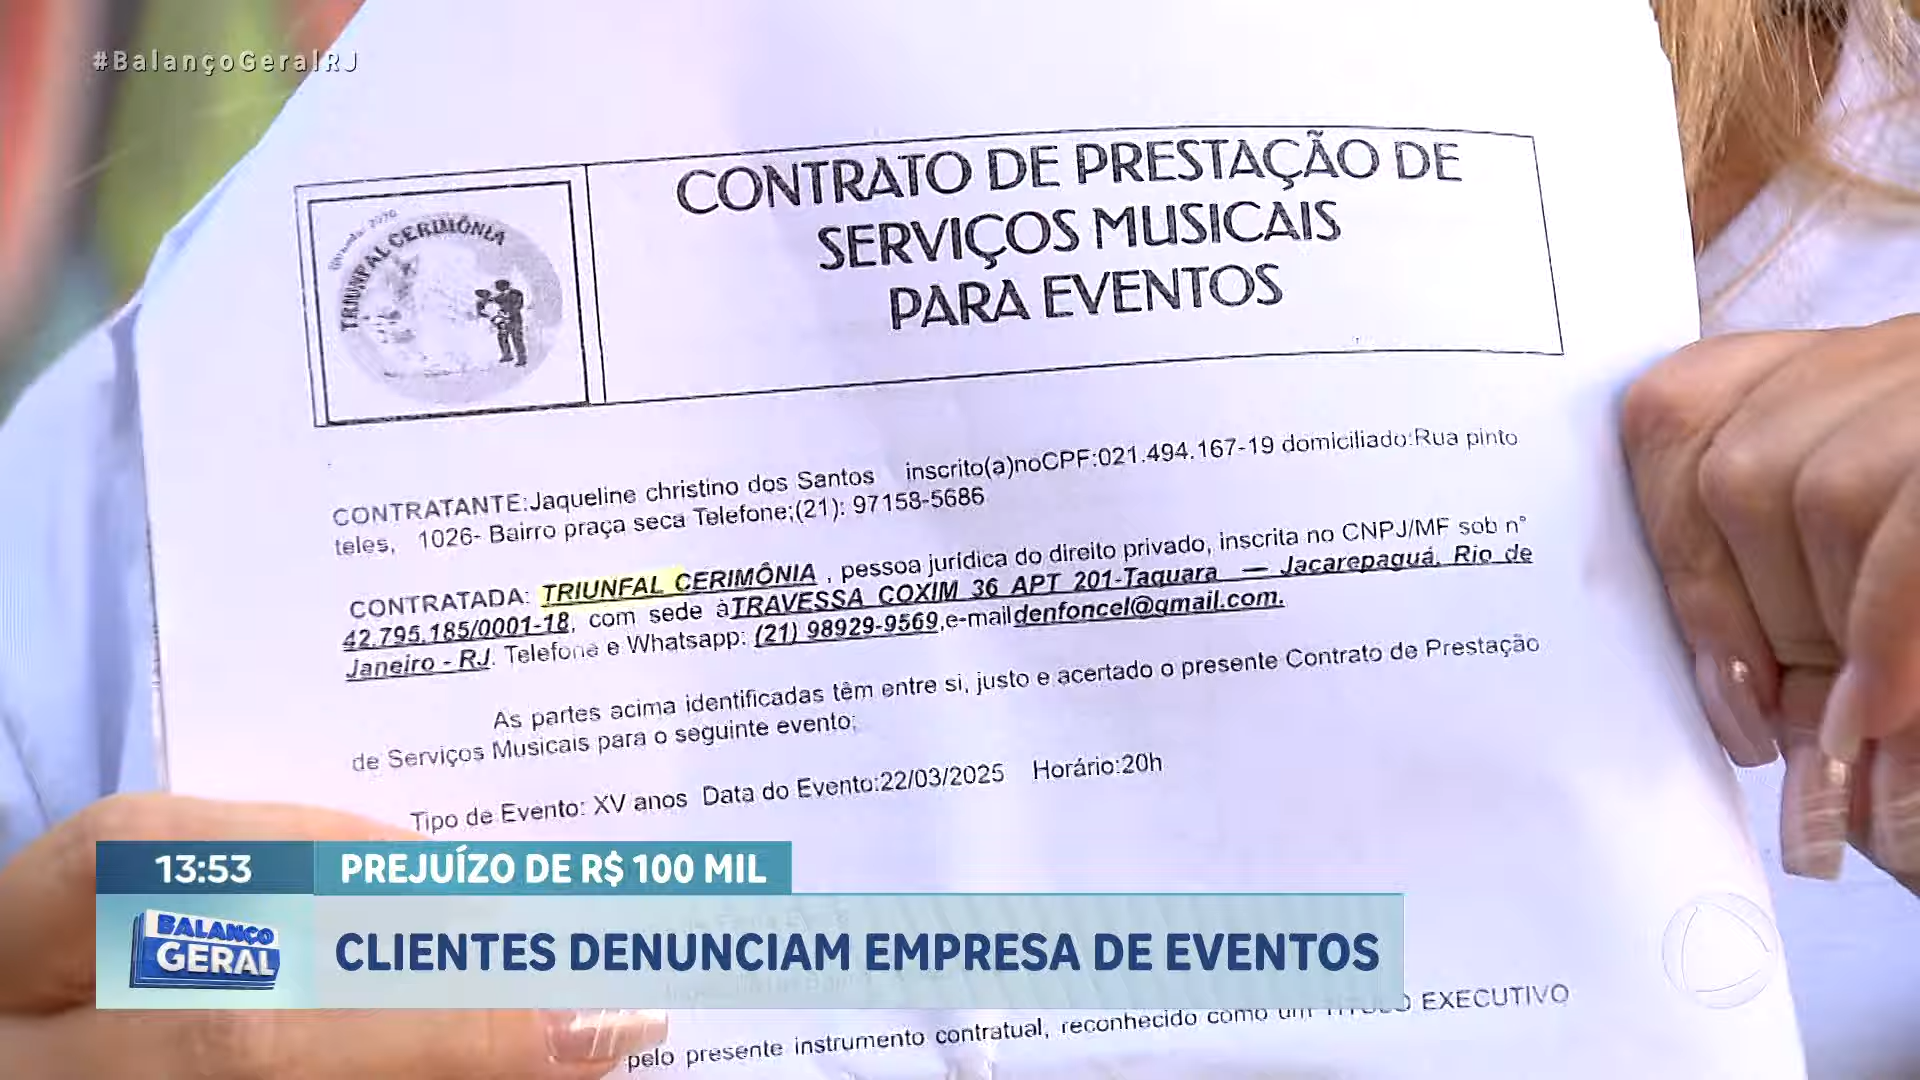 #BalançoGeralRJ
CONTRATO DE PRESTAÇÃO DE
SERVIÇOS MUSICAIS
PARA EVENTOS
TRIUNFAL CERIMÔNIA
CONTRATANTE:Jaqueline christino dos Santos inscrito(a)noCPF:021.494.167-19 domiciliado:Rua pinto
teles, 1026- Bairro praça seca Telefone;(21): 97158-5686
CONTRATADA: TRIUNFAL CERIMÔNIA , pessoa jurídica do direito privado, inscrita no CNPJ/MF sob n°
42.795.185/0001-18, com sede àTRAVESSA COXIM 36 APT 201-Taquara — Jacarepaguá, Rio de
Janeiro - RJ. Telefone e Whatsapp: (21) 98929-9569,e-maildenfoncel@gmail.com.
As partes acima identificadas têm entre si, justo e acertado o presente Contrato de Prestação
de Serviços Musicais para o seguinte evento;
Tipo de Evento: XV anos Data do Evento:22/03/2025 Horário:20h
13:53 PREJUÍZO DE R$ 100 MIL
BALANÇO
GERAL
CLIENTES DENUNCIAM EMPRESA DE EVENTOS
pelo presente instrumento contratual, reconhecido como um TÍTULO EXECUTIVO